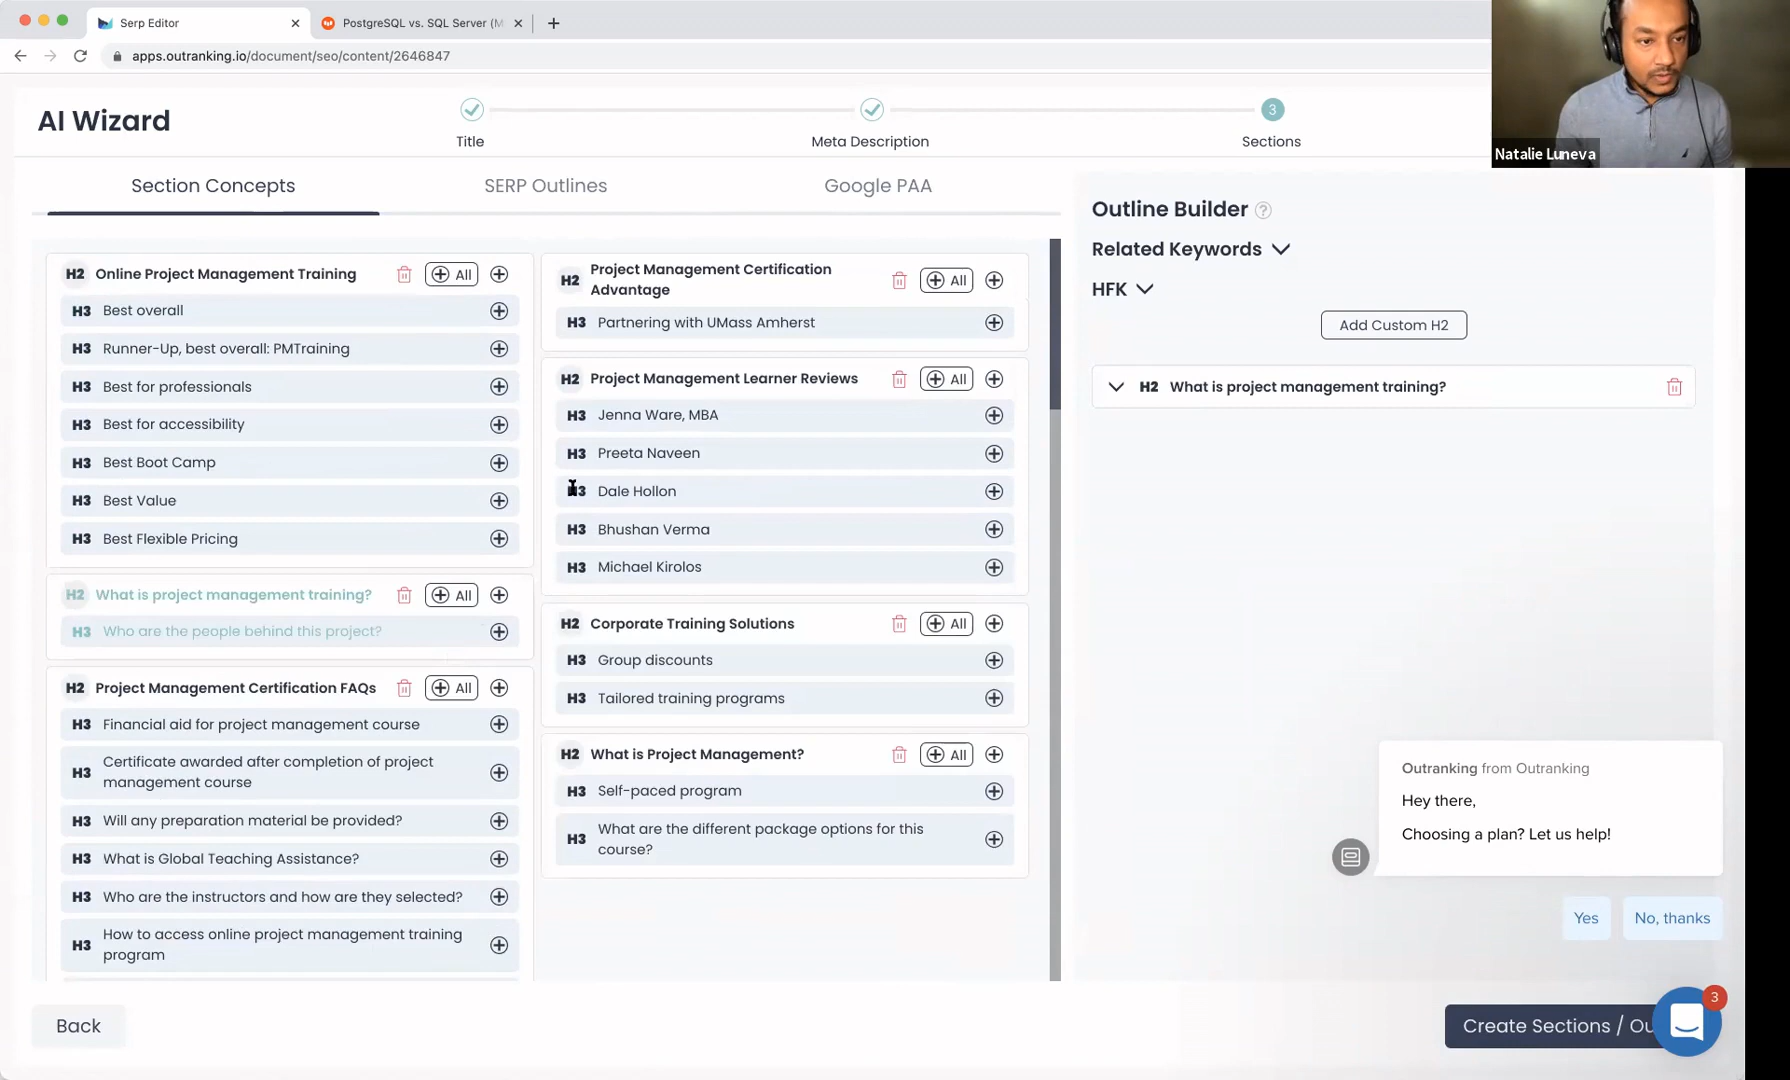 Serp Editor
PostgreSQL vs. SQL Server (M
apps.outranking.io/document/seo/content/2646847
Natalie Luneva
AI Wizard
Title
Meta Description
3
Sections
Section Concepts
SERP Outlines
Google PAA
H2 Online Project Management Training All
H3 Best overall
H3 Runner-Up, best overall: PMTraining
H3 Best for professionals
H3 Best for accessibility
H3 Best Boot Camp
H3 Best Value
H3 Best Flexible Pricing
H2 What is project management training? All
H3 Who are the people behind this project?
H2 Project Management Certification FAQs All
H3 Financial aid for project management course
H3 Certificate awarded after completion of project
management course
H3 Will any preparation material be provided?
H3 What is Global Teaching Assistance?
H3 Who are the instructors and how are they selected?
H3 How to access online project management training
program
H2 Project Management Certification
Advantage All
H3 Partnering with UMass Amherst
H2 Project Management Learner Reviews All
H3 Jenna Ware, MBA
H3 Preeta Naveen
H3 Dale Hollon
H3 Bhushan Verma
H3 Michael Kirolos
H2 Corporate Training Solutions All
H3 Group discounts
H3 Tailored training programs
H2 What is Project Management? All
H3 Self-paced program
H3 What are the different package options for this
course?
Outline Builder ?
Related Keywords
HFK
Add Custom H2
H2 What is project management training?
Outranking from Outranking
Hey there,
Choosing a plan? Let us help!
Yes
No, thanks
Back
Create Sections / Ou
3